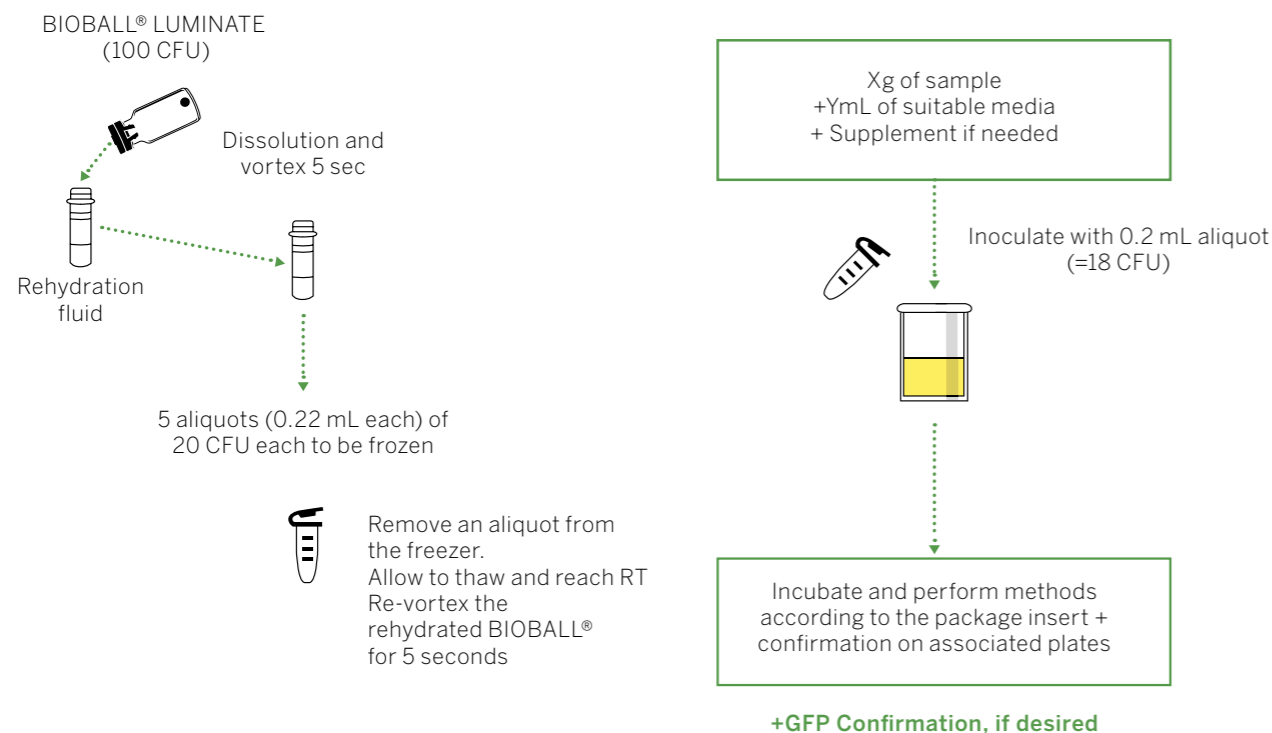 BIOBALL® LUMINATE
(100 CFU)
Dissolution and
vortex 5 sec
Rehydration
fluid
5 aliquots (0.22 mL each) of
20 CFU each to be frozen
Remove an aliquot from
the freezer.
Allow to thaw and reach RT
Re-vortex the
rehydrated BIOBALL®
for 5 seconds
Xg of sample
+YmL of suitable media
+ Supplement if needed
Inoculate with 0.2 mL aliquot
(=18 CFU)
Incubate and perform methods
according to the package insert +
confirmation on associated plates
+GFP Confirmation, if desired